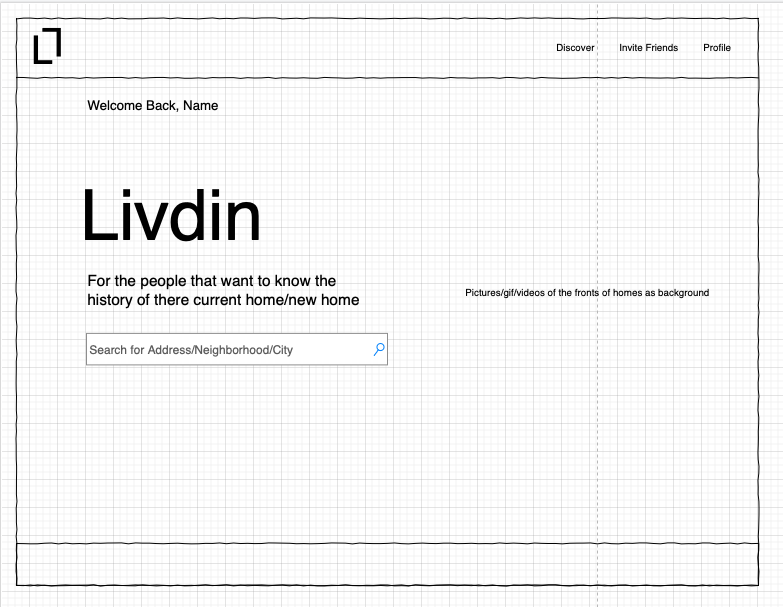 Discover Invite Friends Profile
Welcome Back, Name
Livdin
For the people that want to know the
history of there current home/new home
Pictures/gif/videos of the fronts of homes as background
Search for Address/Neighborhood/City